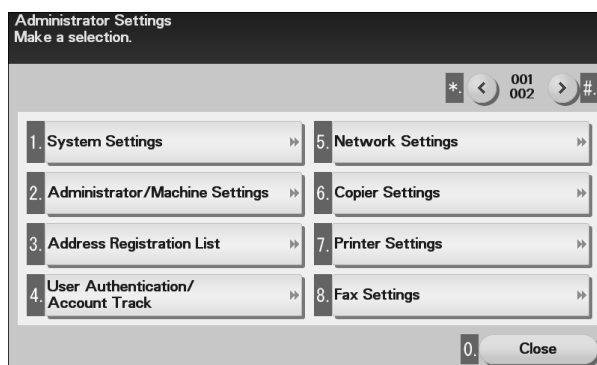 Administrator Settings
Make a selection.
*. 001 #.
002
1. System Settings
2. Administrator/Machine Settings
3. Address Registration List
4. User Authentication/
Account Track
5. Network Settings
6. Copier Settings
7. Printer Settings
8. Fax Settings
0. Close